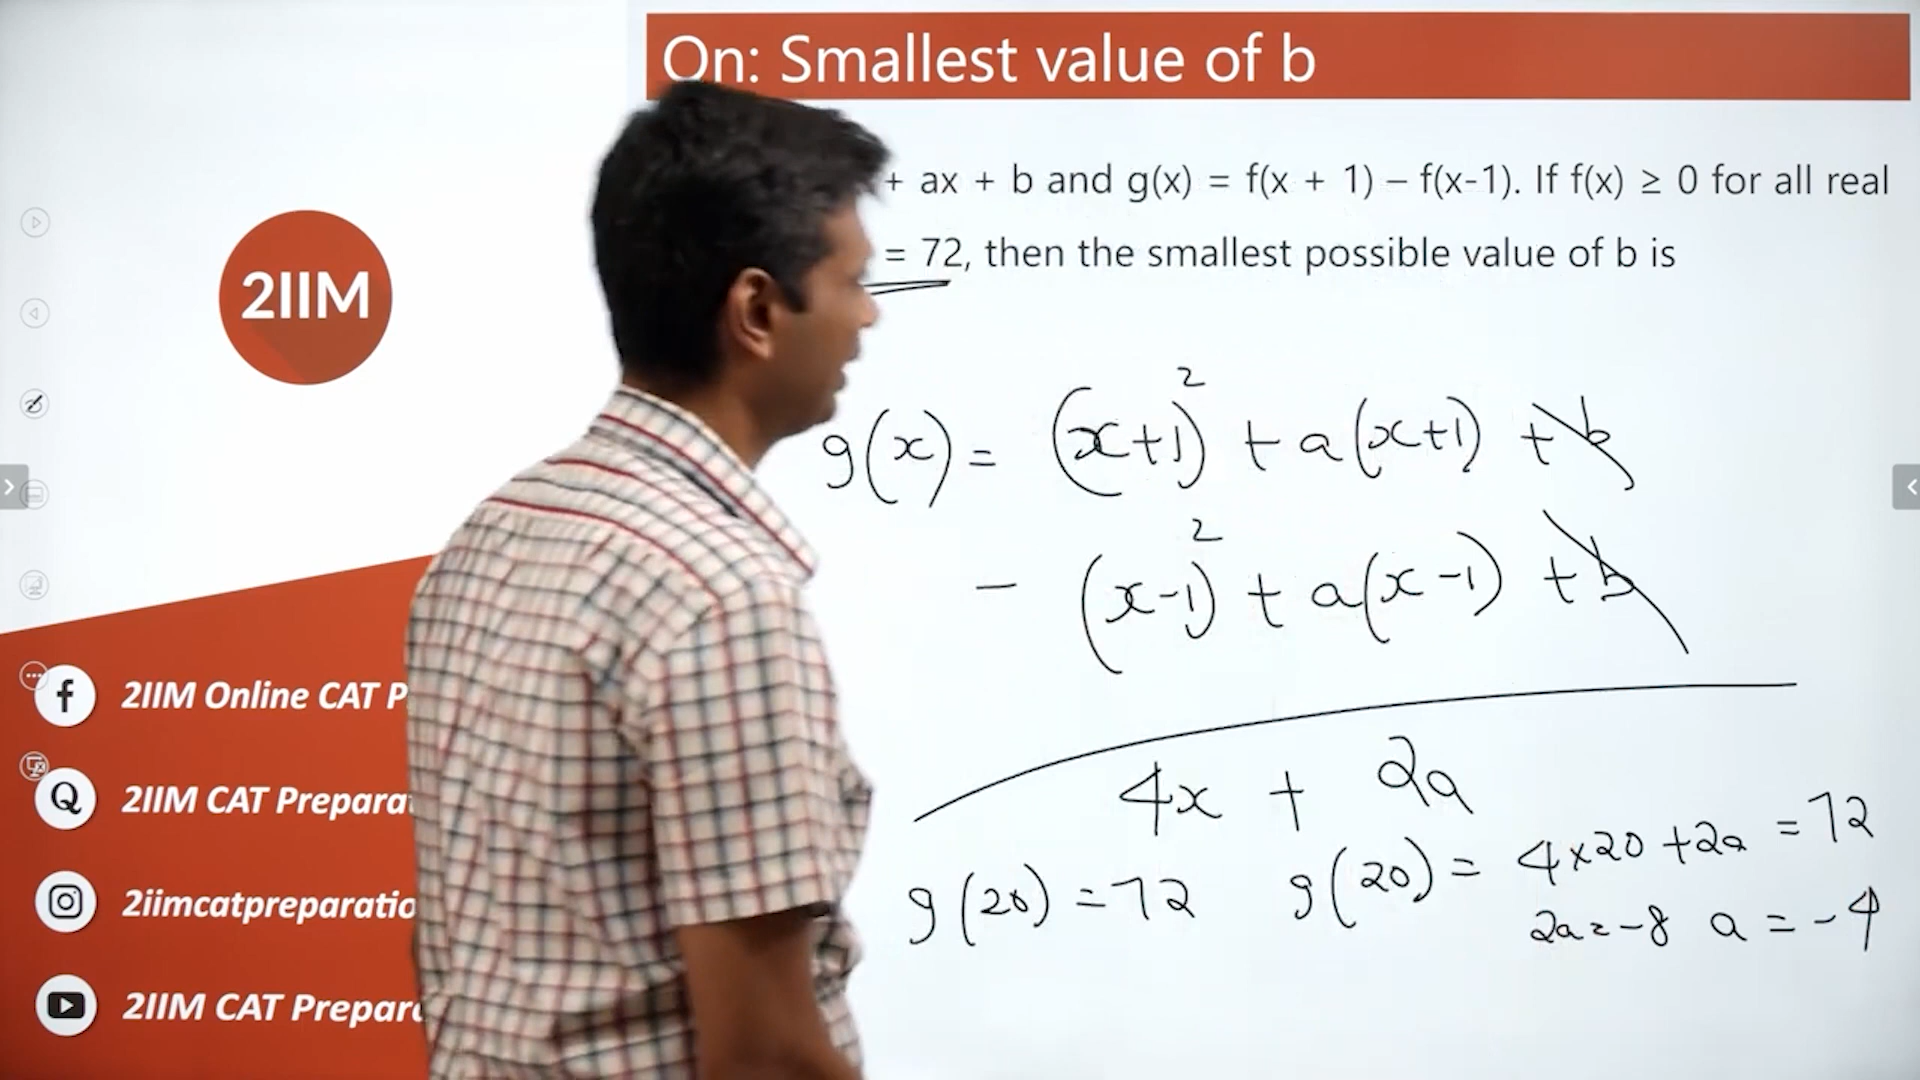 On: Smallest value of b
+ ax + b and g(x) = f(x + 1) – f(x-1). If f(x) ≥ 0 for all real
= 72, then the smallest possible value of b is
2IIM
g(x) = (x+1)² + a(x+1) + b
- (x-1)² + a(x-1) + b
4x + 2a
g(20) = 72 g(20) = 4×20 + 2a = 72
2a = -8 a = -4
2IIM Online CAT P
2IIM CAT Prepara
2iimcatpreparatio
2IIM CAT Prepar